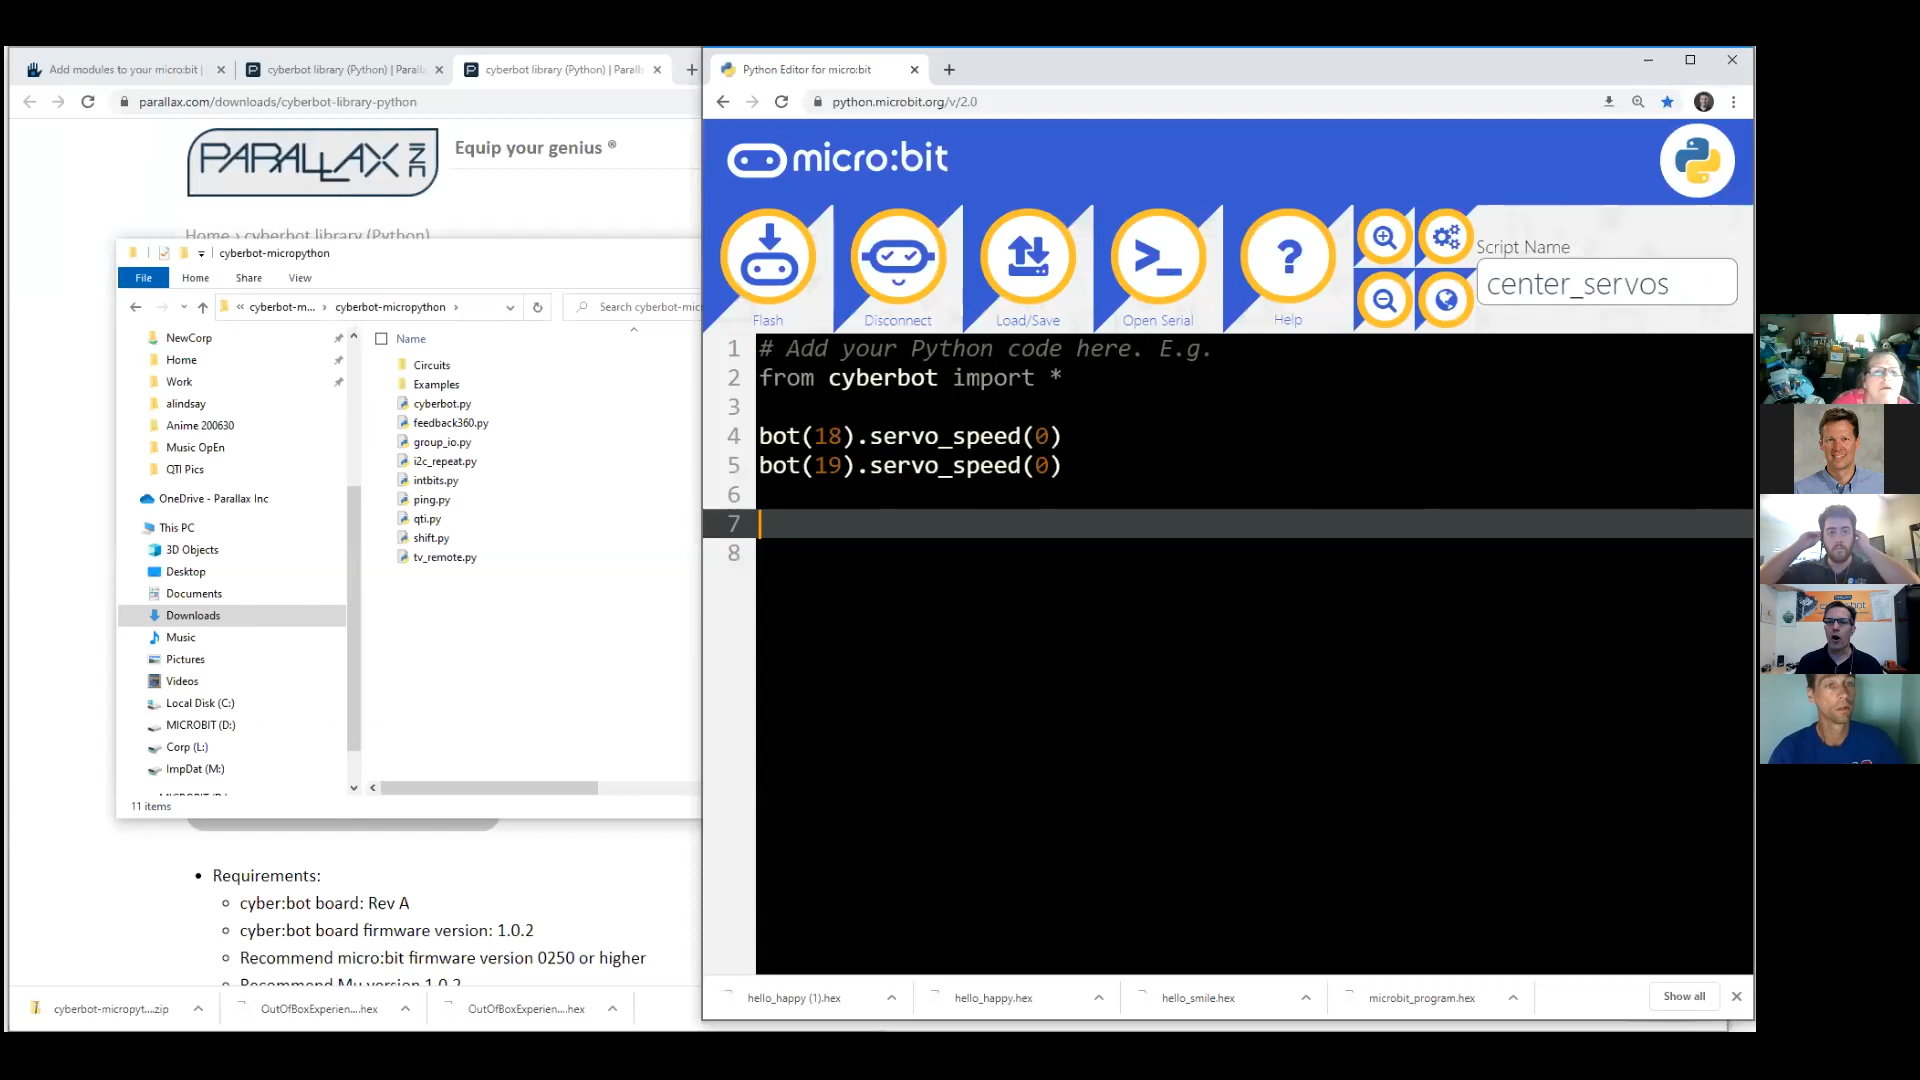 Add modules to your micro:bit |
cyberbot library (Python) | Paralla
cyberbot library (Python) | Paralla
parallax.com/downloads/cyberbot-library-python
PARALLAX INC
Equip your genius ®
Home › cyberbot library (Python)
cyberbot-micropython
File
Home
Share
View
« cyberbot-m... › cyberbot-micropython ›
Search cyberbot-micr
NewCorp
Home
Work
alindsay
Anime 200630
Music OpEn
QTI Pics
OneDrive - Parallax Inc
This PC
3D Objects
Desktop
Documents
Downloads
Music
Pictures
Videos
Local Disk (C:)
MICROBIT (D:)
Corp (L:)
ImpDat (M:)
Name
Circuits
Examples
cyberbot.py
feedback360.py
group_io.py
i2c_repeat.py
intbits.py
ping.py
qti.py
shift.py
tv_remote.py
11 items
Requirements:
cyber:bot board: Rev A
cyber:bot board firmware version: 1.0.2
Recommend micro:bit firmware version 0250 or higher
Recommend Mu version 1.0.2
cyberbot-micropyt....zip
OutOfBoxExperien....hex
OutOfBoxExperien....hex
Python Editor for micro:bit
python.microbit.org/v/2.0
micro:bit
Flash
Disconnect
Load/Save
Open Serial
Help
Script Name
center_servos
1 # Add your Python code here. E.g.
2 from cyberbot import *
3
4 bot(18).servo_speed(0)
5 bot(19).servo_speed(0)
6
7
8
hello_happy (1).hex
hello_happy.hex
hello_smile.hex
microbit_program.hex
Show all